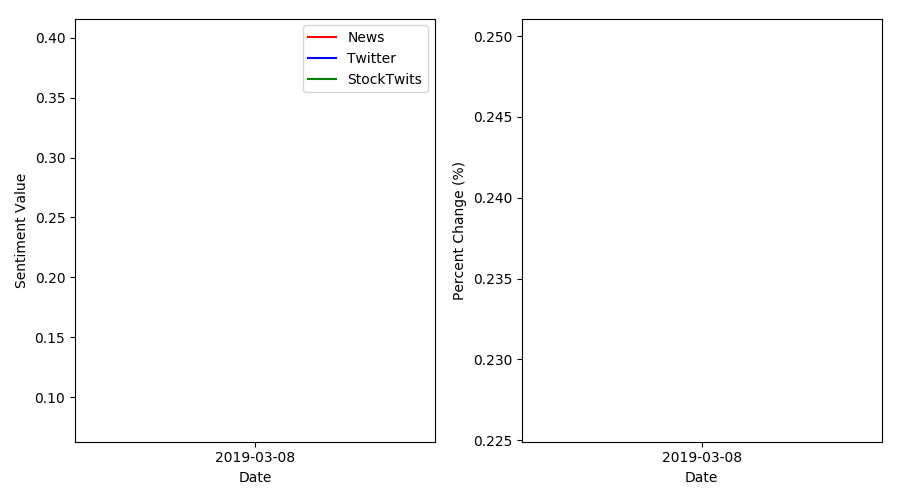 0.40
0.35
0.30
0.25
0.20
0.15
0.10
Sentiment Value
News
Twitter
StockTwits
2019-03-08
Date
0.250
0.245
0.240
0.235
0.230
0.225
Percent Change (%)
2019-03-08
Date